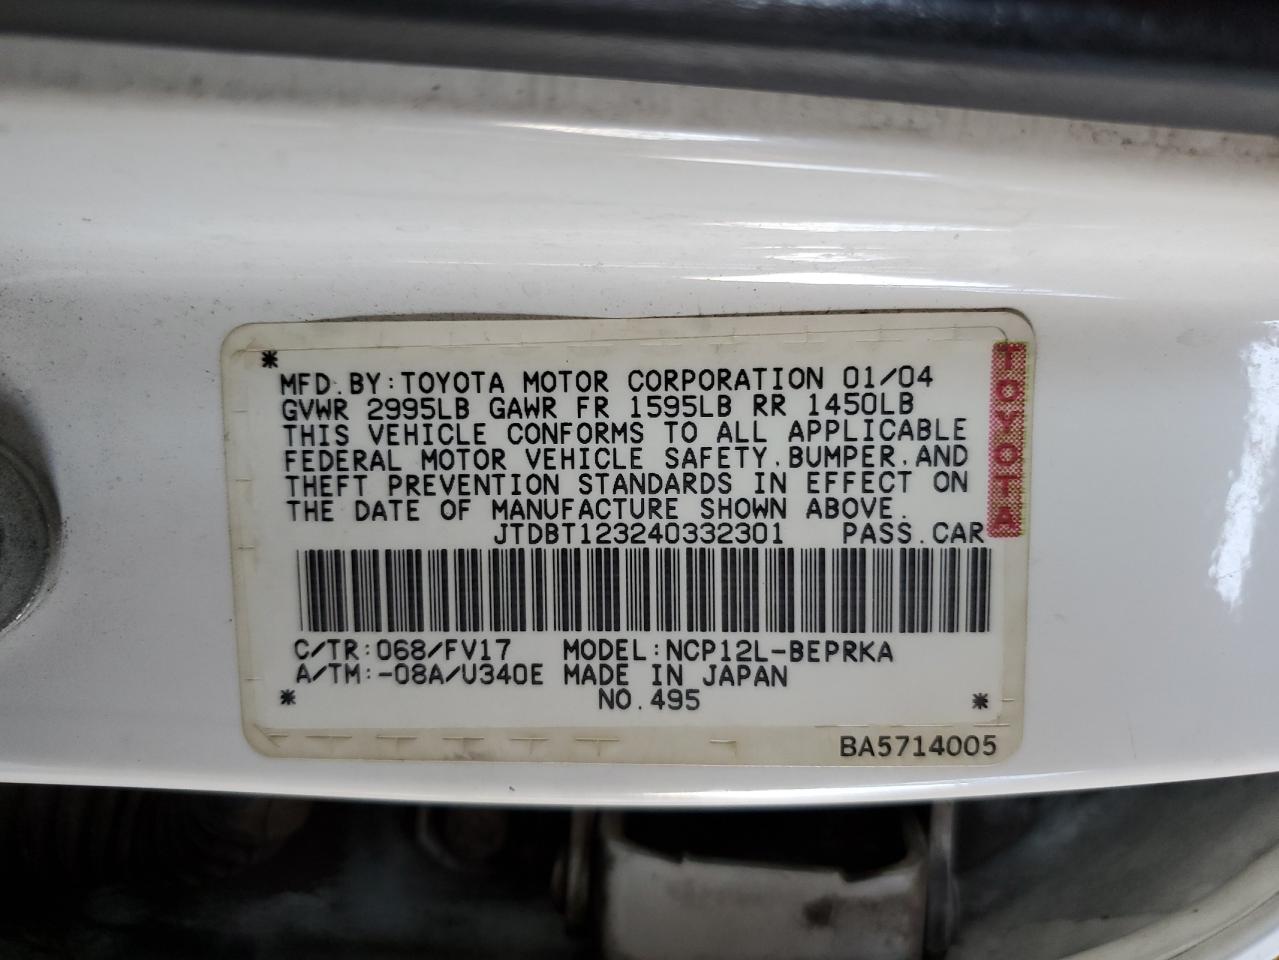 *
MFD.BY:TOYOTA MOTOR CORPORATION 01/04
GVWR 2995LB GAWR FR 1595LB RR 1450LB
THIS VEHICLE CONFORMS TO ALL APPLICABLE
FEDERAL MOTOR VEHICLE SAFETY,BUMPER,AND
THEFT PREVENTION STANDARDS IN EFFECT ON
THE DATE OF MANUFACTURE SHOWN ABOVE.
JTDBT123240332301 PASS.CAR
C/TR:068/FV17 MODEL:NCP12L-BEPRKA
A/TM:-08A/U340E MADE IN JAPAN
* NO.495 *
BA5714005
TOYOTA